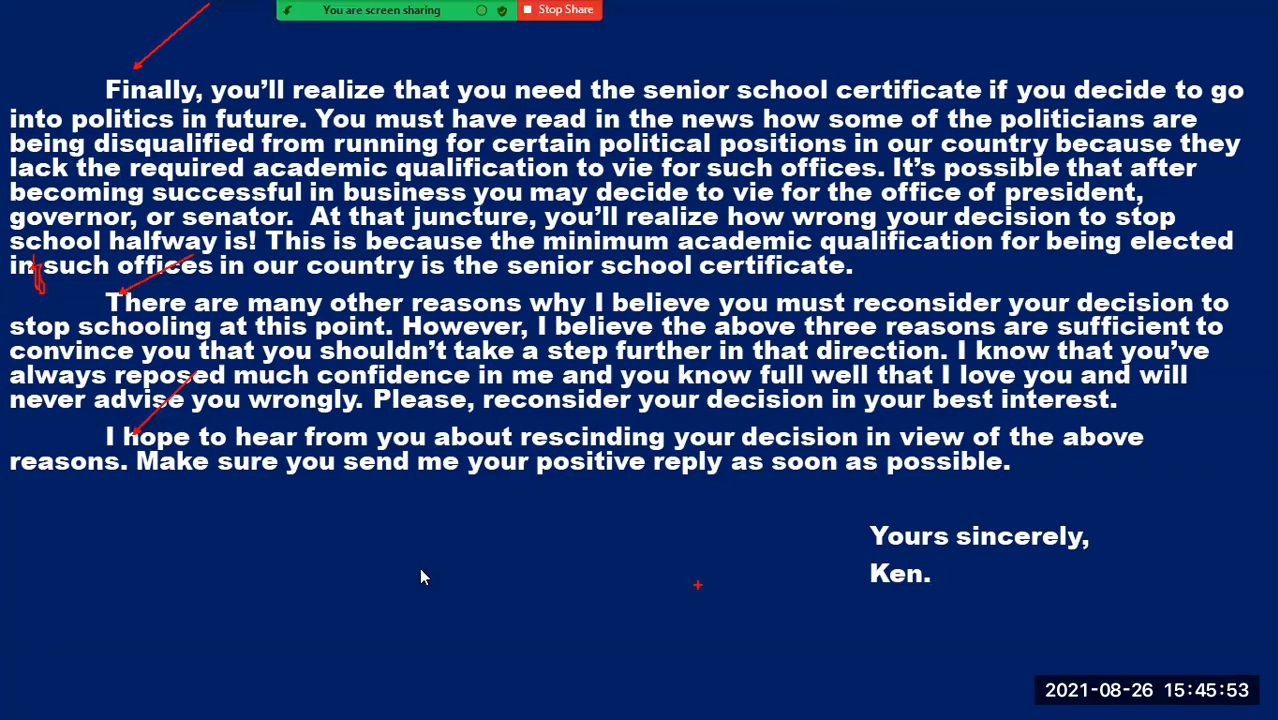 You are screen sharing Stop Share
Finally, you’ll realize that you need the senior school certificate if you decide to go
into politics in future. You must have read in the news how some of the politicians are
being disqualified from running for certain political positions in our country because they
lack the required academic qualification to vie for such offices. It’s possible that after
becoming successful in business you may decide to vie for the office of president,
governor, or senator.  At that juncture, you’ll realize how wrong your decision to stop
school halfway is! This is because the minimum academic qualification for being elected
in such offices in our country is the senior school certificate.
There are many other reasons why I believe you must reconsider your decision to
stop schooling at this point. However, I believe the above three reasons are sufficient to
convince you that you shouldn’t take a step further in that direction. I know that you’ve
always reposed much confidence in me and you know full well that I love you and will
never advise you wrongly. Please, reconsider your decision in your best interest.
I hope to hear from you about rescinding your decision in view of the above
reasons. Make sure you send me your positive reply as soon as possible.
Yours sincerely,
Ken.
2021-08-26 15:45:53